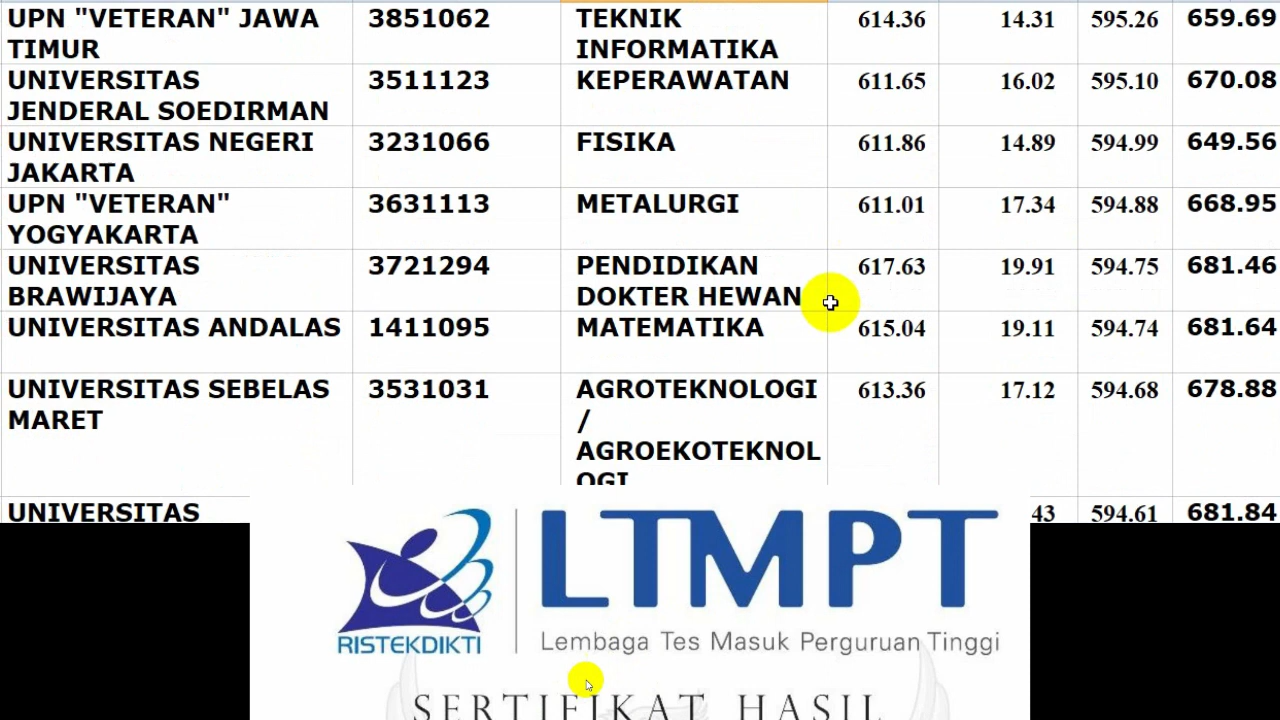 UPN "VETERAN" JAWA TIMUR 3851062 TEKNIK INFORMATIKA 614.36 14.31 595.26 659.69
UNIVERSITAS JENDERAL SOEDIRMAN 3511123 KEPERAWATAN 611.65 16.02 595.10 670.08
UNIVERSITAS NEGERI JAKARTA 3231066 FISIKA 611.86 14.89 594.99 649.56
UPN "VETERAN" YOGYAKARTA 3631113 METALURGI 611.01 17.34 594.88 668.95
UNIVERSITAS BRAWIJAYA 3721294 PENDIDIKAN DOKTER HEWAN 617.63 19.91 594.75 681.46
UNIVERSITAS ANDALAS 1411095 MATEMATIKA 615.04 19.11 594.74 681.64
UNIVERSITAS SEBELAS MARET 3531031 AGROTEKNOLOGI / AGROEKOTEKNOLOGI 613.36 17.12 594.68 678.88
UNIVERSITAS 43 594.61 681.84
LTMPT
RISTEKDIKTI
Lembaga Tes Masuk Perguruan Tinggi
SERTIFIKAT HASIL